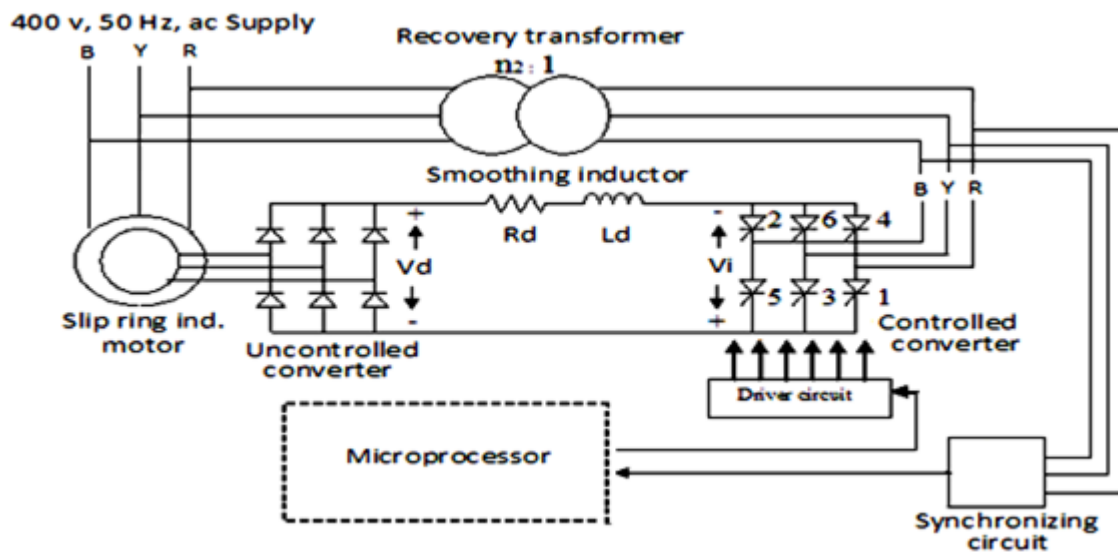 400 v, 50 Hz, ac Supply
B Y R
Recovery transformer
n2 : 1
Smoothing inductor
B Y R
+ - 2 6 4
Rd Ld
Vd Vi
5 3 1
- +
Slip ring ind.
motor
Uncontrolled
converter
Controlled
converter
Driver circuit
Microprocessor
Synchronizing
circuit